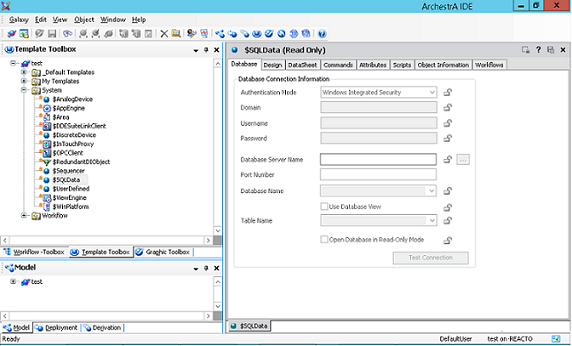 ArchestrA IDE
Galaxy Edit View Object Window Help
Template Toolbox
test
_Default Templates
My Templates
System
$AnalogDevice
$AppEngine
$Area
$DDESuiteLinkClient
$DiscreteDevice
$InTouchProxy
$OPCClient
$RedundantDIObject
$Sequencer
$SQLData
$UserDefined
$ViewEngine
$WinPlatform
Workflow
Workflow -Toolbox Template Toolbox Graphic Toolbox
Model
test
Model Deployment Derivation
$SQLData (Read Only)
Database Design DataSheet Commands Attributes Scripts Object Information Workflows
Database Connection Information
Authentication Mode Windows Integrated Security
Domain
Username
Password
Database Server Name ...
Port Number
Database Name
Use Database View
Table Name
Open Database in Read-Only Mode
Test Connection
$SQLData
Ready DefaultUser test on-REACTO